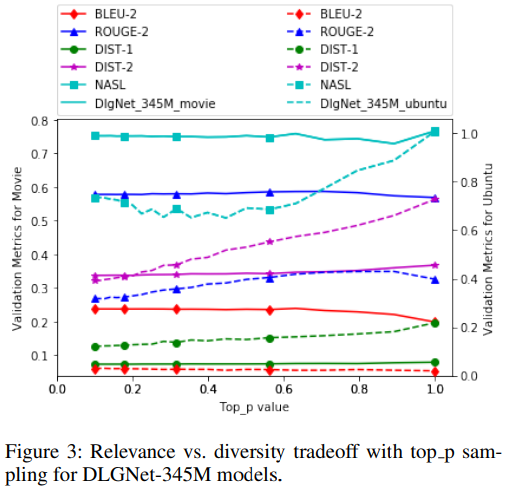 BLEU-2 BLEU-2
ROUGE-2 ROUGE-2
DIST-1 DIST-1
DIST-2 DIST-2
NASL NASL
DlgNet_345M_movie DlgNet_345M_ubuntu
Validation Metrics for Movie
0.8
0.7
0.6
0.5
0.4
0.3
0.2
0.1
1.0
0.8
0.6
0.4
0.2
0.0
Validation Metrics for Ubuntu
0.0 0.2 0.4 0.6 0.8 1.0
Top_p value
Figure 3: Relevance vs. diversity tradeoff with top_p sam-
pling for DLGNet-345M models.